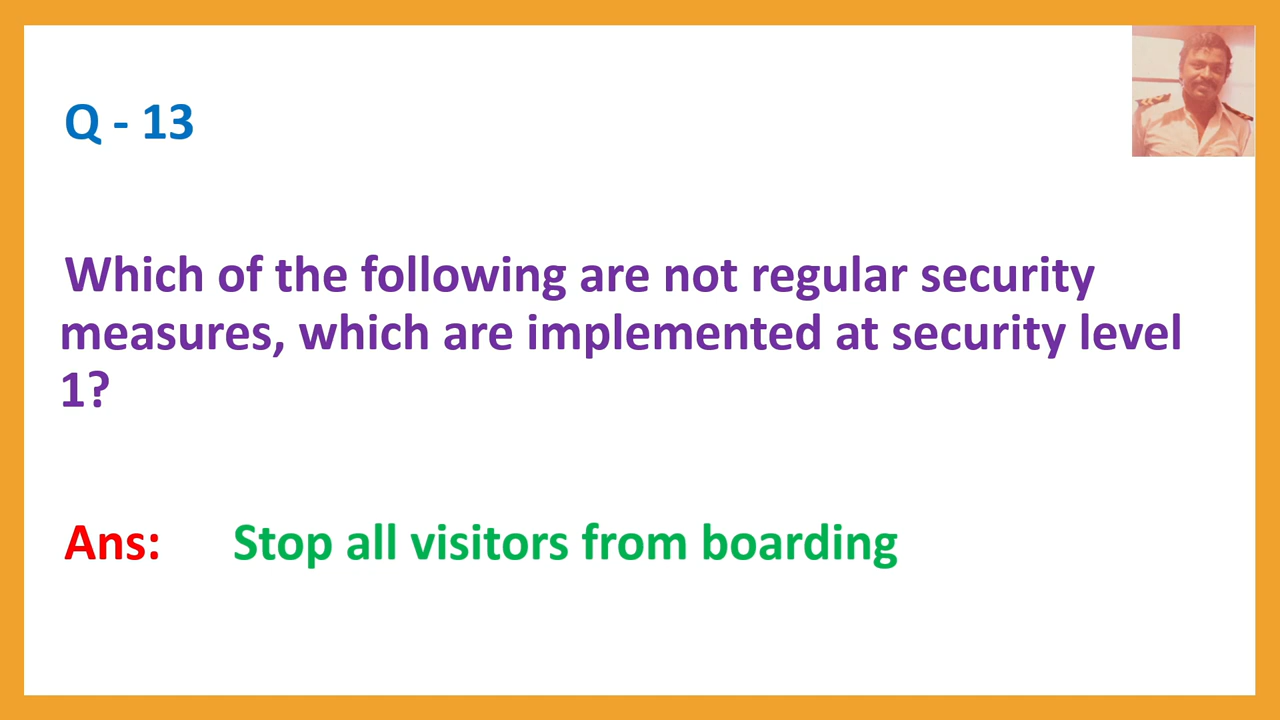 Q - 13
Which of the following are not regular security
measures, which are implemented at security level
1?
Ans: Stop all visitors from boarding